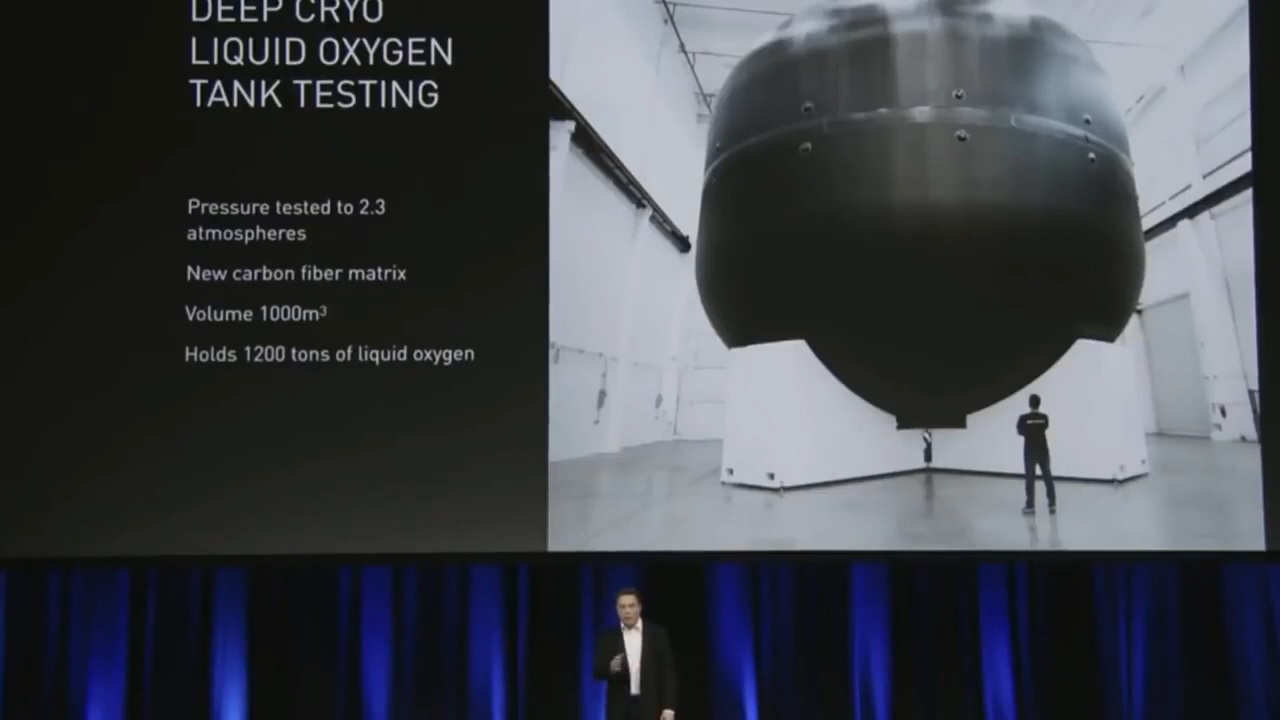 DEEP CRYO
LIQUID OXYGEN
TANK TESTING
Pressure tested to 2.3
atmospheres
New carbon fiber matrix
Volume 1000m³
Holds 1200 tons of liquid oxygen